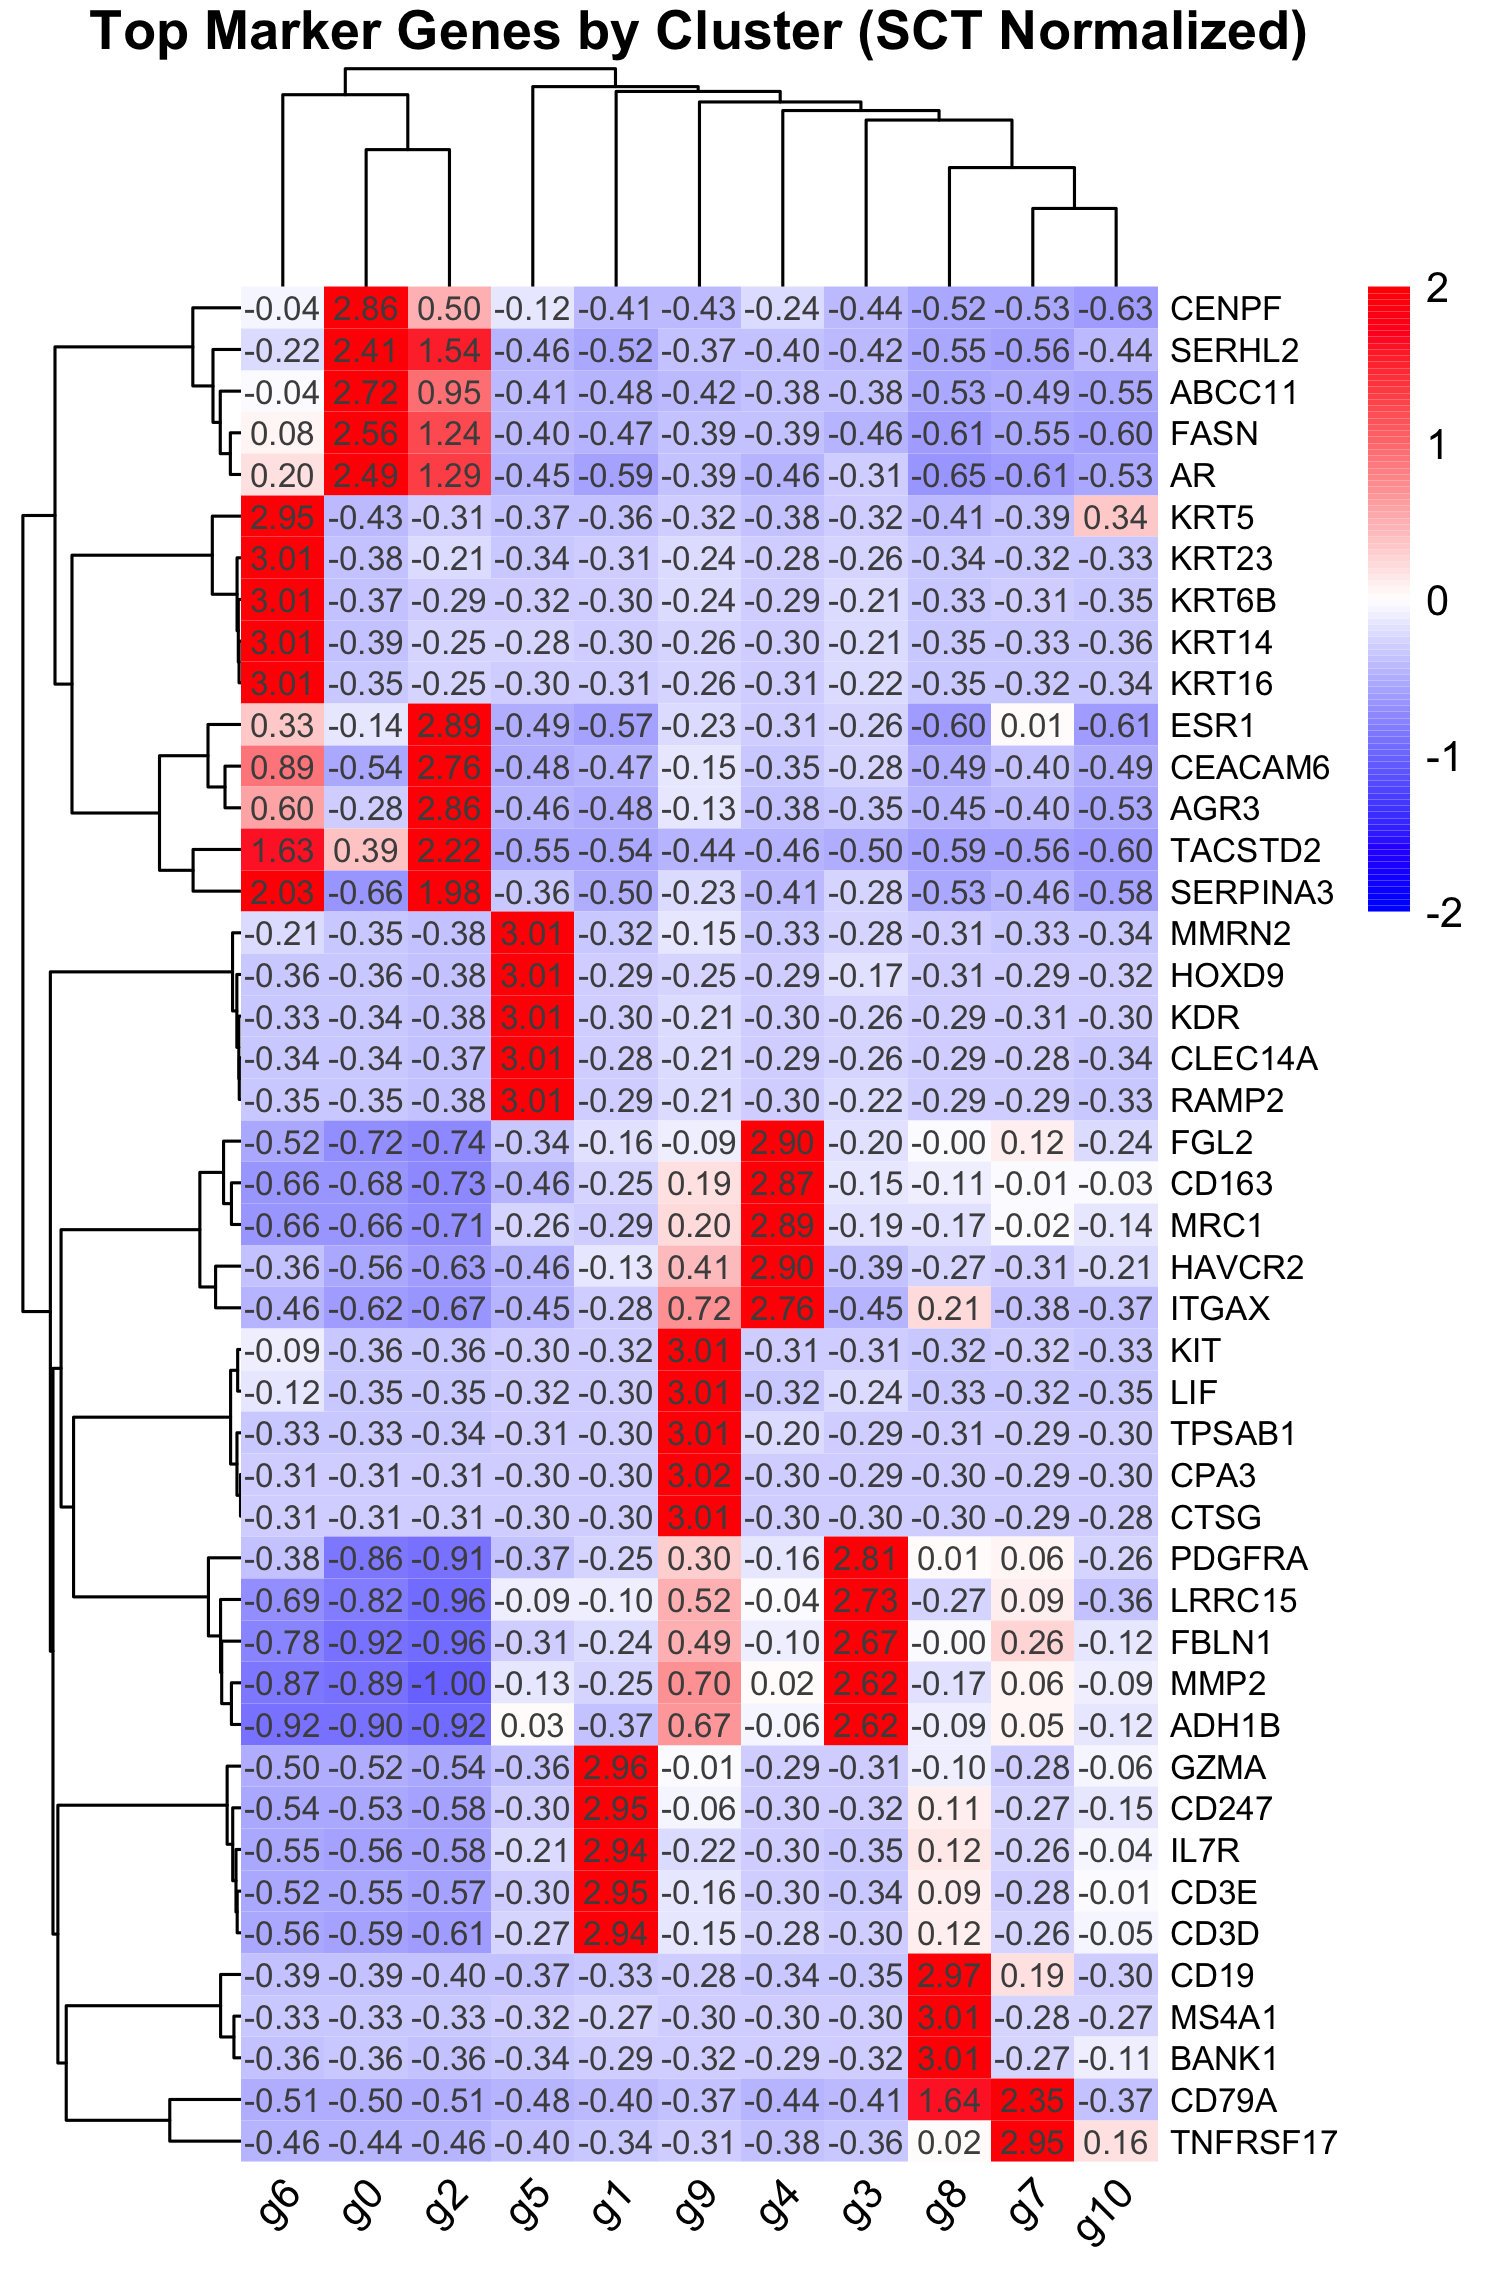 Top Marker Genes by Cluster (SCT Normalized)
-0.04 2.86 0.50 -0.12 -0.41 -0.43 -0.24 -0.44 -0.52 -0.53 -0.63 CENPF
-0.22 2.41 1.54 -0.46 -0.52 -0.37 -0.40 -0.42 -0.55 -0.56 -0.44 SERHL2
-0.04 2.72 0.95 -0.41 -0.48 -0.42 -0.38 -0.38 -0.53 -0.49 -0.55 ABCC11
0.08 2.56 1.24 -0.40 -0.47 -0.39 -0.39 -0.46 -0.61 -0.55 -0.60 FASN
0.20 2.49 1.29 -0.45 -0.59 -0.39 -0.46 -0.31 -0.65 -0.61 -0.53 AR
2.95 -0.43 -0.31 -0.37 -0.36 -0.32 -0.38 -0.32 -0.41 -0.39 0.34 KRT5
3.01 -0.38 -0.21 -0.34 -0.31 -0.24 -0.28 -0.26 -0.34 -0.32 -0.33 KRT23
3.01 -0.37 -0.29 -0.32 -0.30 -0.24 -0.29 -0.21 -0.33 -0.31 -0.35 KRT6B
3.01 -0.39 -0.25 -0.28 -0.30 -0.26 -0.30 -0.21 -0.35 -0.33 -0.36 KRT14
3.01 -0.35 -0.25 -0.30 -0.31 -0.26 -0.31 -0.22 -0.35 -0.32 -0.34 KRT16
0.33 -0.14 2.89 -0.49 -0.57 -0.23 -0.31 -0.26 -0.60 0.01 -0.61 ESR1
0.89 -0.54 2.76 -0.48 -0.47 -0.15 -0.35 -0.28 -0.49 -0.40 -0.49 CEACAM6
0.60 -0.28 2.86 -0.46 -0.48 -0.13 -0.38 -0.35 -0.45 -0.40 -0.53 AGR3
1.63 0.39 2.22 -0.55 -0.54 -0.44 -0.46 -0.50 -0.59 -0.56 -0.60 TACSTD2
2.03 -0.66 1.98 -0.36 -0.50 -0.23 -0.41 -0.28 -0.53 -0.46 -0.58 SERPINA3
-0.21 -0.35 -0.38 3.01 -0.32 -0.15 -0.33 -0.28 -0.31 -0.33 -0.34 MMRN2
-0.36 -0.36 -0.38 3.01 -0.29 -0.25 -0.29 -0.17 -0.31 -0.29 -0.32 HOXD9
-0.33 -0.34 -0.38 3.01 -0.30 -0.21 -0.30 -0.26 -0.29 -0.31 -0.30 KDR
-0.34 -0.34 -0.37 3.01 -0.28 -0.21 -0.29 -0.26 -0.29 -0.28 -0.34 CLEC14A
-0.35 -0.35 -0.38 3.01 -0.29 -0.21 -0.30 -0.22 -0.29 -0.29 -0.33 RAMP2
-0.52 -0.72 -0.74 -0.34 -0.16 -0.09 2.90 -0.20 -0.00 0.12 -0.24 FGL2
-0.66 -0.68 -0.73 -0.46 -0.25 0.19 2.87 -0.15 -0.11 -0.01 -0.03 CD163
-0.66 -0.66 -0.71 -0.26 -0.29 0.20 2.89 -0.19 -0.17 -0.02 -0.14 MRC1
-0.36 -0.56 -0.63 -0.46 -0.13 0.41 2.90 -0.39 -0.27 -0.31 -0.21 HAVCR2
-0.46 -0.62 -0.67 -0.45 -0.28 0.72 2.76 -0.45 0.21 -0.38 -0.37 ITGAX
-0.09 -0.36 -0.36 -0.30 -0.32 3.01 -0.31 -0.31 -0.32 -0.32 -0.33 KIT
-0.12 -0.35 -0.35 -0.32 -0.30 3.01 -0.32 -0.24 -0.33 -0.32 -0.35 LIF
-0.33 -0.33 -0.34 -0.31 -0.30 3.01 -0.20 -0.29 -0.31 -0.29 -0.30 TPSAB1
-0.31 -0.31 -0.31 -0.30 -0.30 3.02 -0.30 -0.29 -0.30 -0.29 -0.30 CPA3
-0.31 -0.31 -0.31 -0.30 -0.30 3.01 -0.30 -0.30 -0.30 -0.29 -0.28 CTSG
-0.38 -0.86 -0.91 -0.37 -0.25 0.30 -0.16 2.81 0.01 0.06 -0.26 PDGFRA
-0.69 -0.82 -0.96 -0.09 -0.10 0.52 -0.04 2.73 -0.27 0.09 -0.36 LRRC15
-0.78 -0.92 -0.96 -0.31 -0.24 0.49 -0.10 2.67 -0.00 0.26 -0.12 FBLN1
-0.87 -0.89 -1.00 -0.13 -0.25 0.70 0.02 2.62 -0.17 0.06 -0.09 MMP2
-0.92 -0.90 -0.92 0.03 -0.37 0.67 -0.06 2.62 -0.09 0.05 -0.12 ADH1B
-0.50 -0.52 -0.54 -0.36 2.96 -0.01 -0.29 -0.31 -0.10 -0.28 -0.06 GZMA
-0.54 -0.53 -0.58 -0.30 2.95 -0.06 -0.30 -0.32 0.11 -0.27 -0.15 CD247
-0.55 -0.56 -0.58 -0.21 2.94 -0.22 -0.30 -0.35 0.12 -0.26 -0.04 IL7R
-0.52 -0.55 -0.57 -0.30 2.95 -0.16 -0.30 -0.34 0.09 -0.28 -0.01 CD3E
-0.56 -0.59 -0.61 -0.27 2.94 -0.15 -0.28 -0.30 0.12 -0.26 -0.05 CD3D
-0.39 -0.39 -0.40 -0.37 -0.33 -0.28 -0.34 -0.35 2.97 0.19 -0.30 CD19
-0.33 -0.33 -0.33 -0.32 -0.27 -0.30 -0.30 -0.30 3.01 -0.28 -0.27 MS4A1
-0.36 -0.36 -0.36 -0.34 -0.29 -0.32 -0.29 -0.32 3.01 -0.27 -0.11 BANK1
-0.51 -0.50 -0.51 -0.48 -0.40 -0.37 -0.44 -0.41 1.64 2.35 -0.37 CD79A
-0.46 -0.44 -0.46 -0.40 -0.34 -0.31 -0.38 -0.36 0.02 2.95 0.16 TNFRSF17
g6 g0 g2 g5 g1 g9 g4 g3 g8 g7 g10
2
1
0
-1
-2